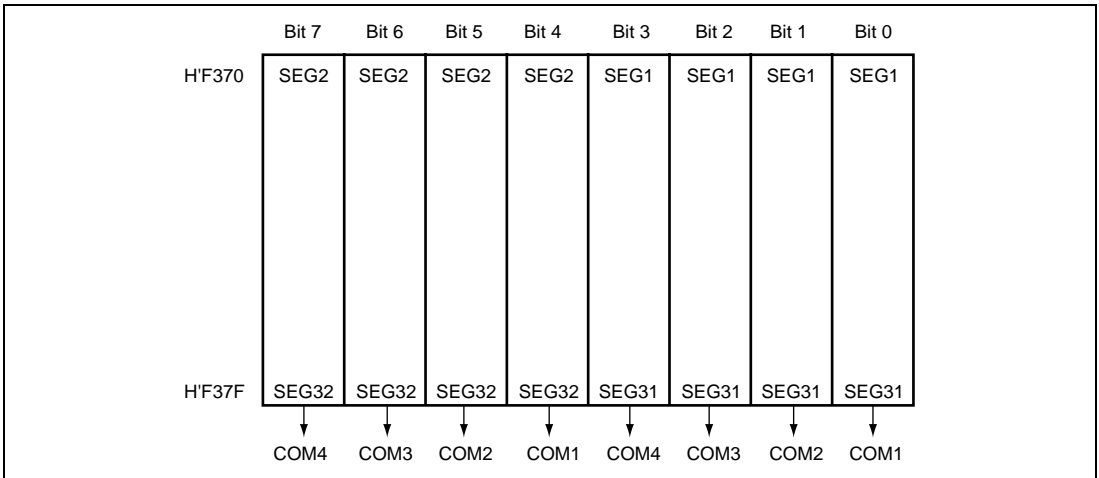 Bit 7 Bit 6 Bit 5 Bit 4 Bit 3 Bit 2 Bit 1 Bit 0
H'F370 SEG2 SEG2 SEG2 SEG2 SEG1 SEG1 SEG1 SEG1
H'F37F SEG32 SEG32 SEG32 SEG32 SEG31 SEG31 SEG31 SEG31
COM4 COM3 COM2 COM1 COM4 COM3 COM2 COM1